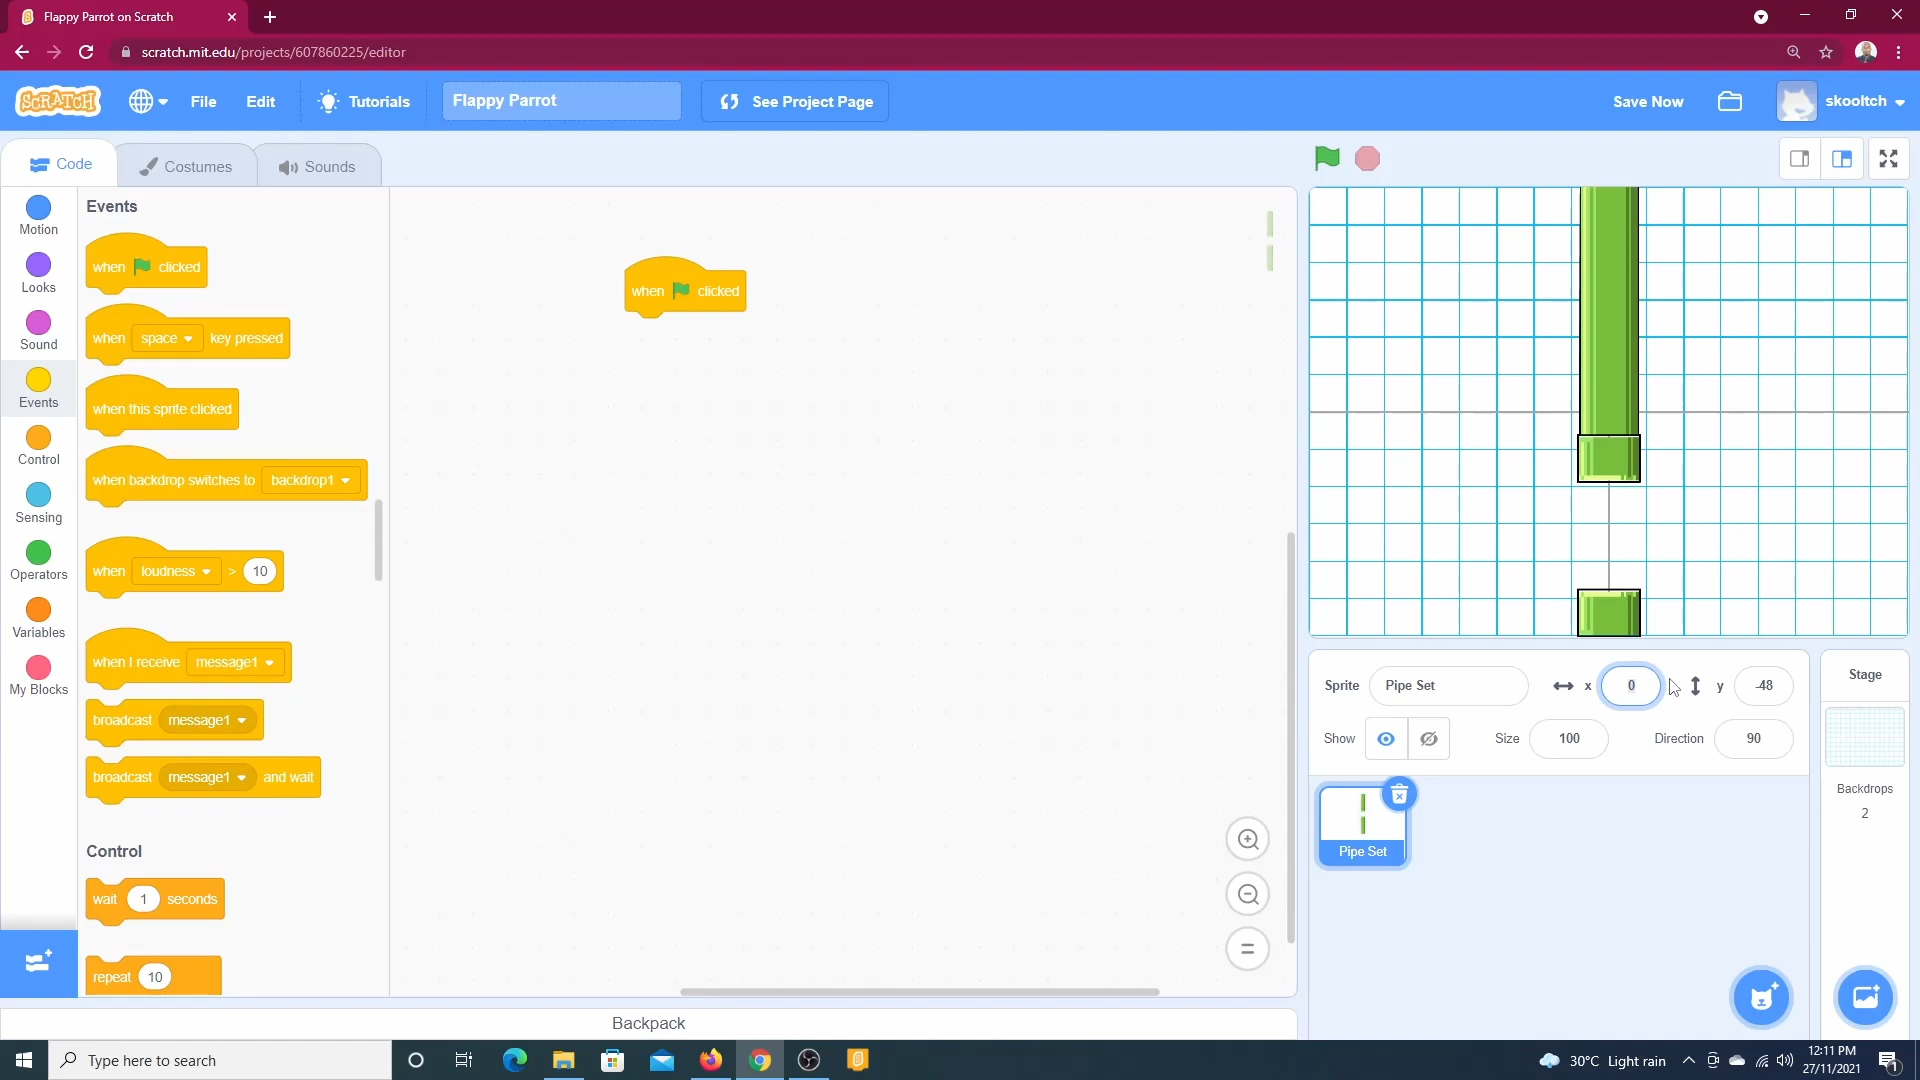 Flappy Parrot on Scratch
scratch.mit.edu/projects/607860225/editor
SCRATCH
File
Edit
Tutorials
Flappy Parrot
See Project Page
Save Now
skooltch
Code
Costumes
Sounds
Motion
Looks
Sound
Events
Control
Sensing
Operators
Variables
My Blocks
Events
when clicked
when space key pressed
when this sprite clicked
when backdrop switches to backdrop1
when loudness > 10
when I receive message1
broadcast message1
broadcast message1 and wait
Control
wait 1 seconds
repeat 10
when clicked
Sprite Pipe Set x 0 y -48
Show Size 100 Direction 90
Pipe Set
Stage
Backdrops
2
Backpack
Type here to search
30°C Light rain
12:11 PM
27/11/2021
1